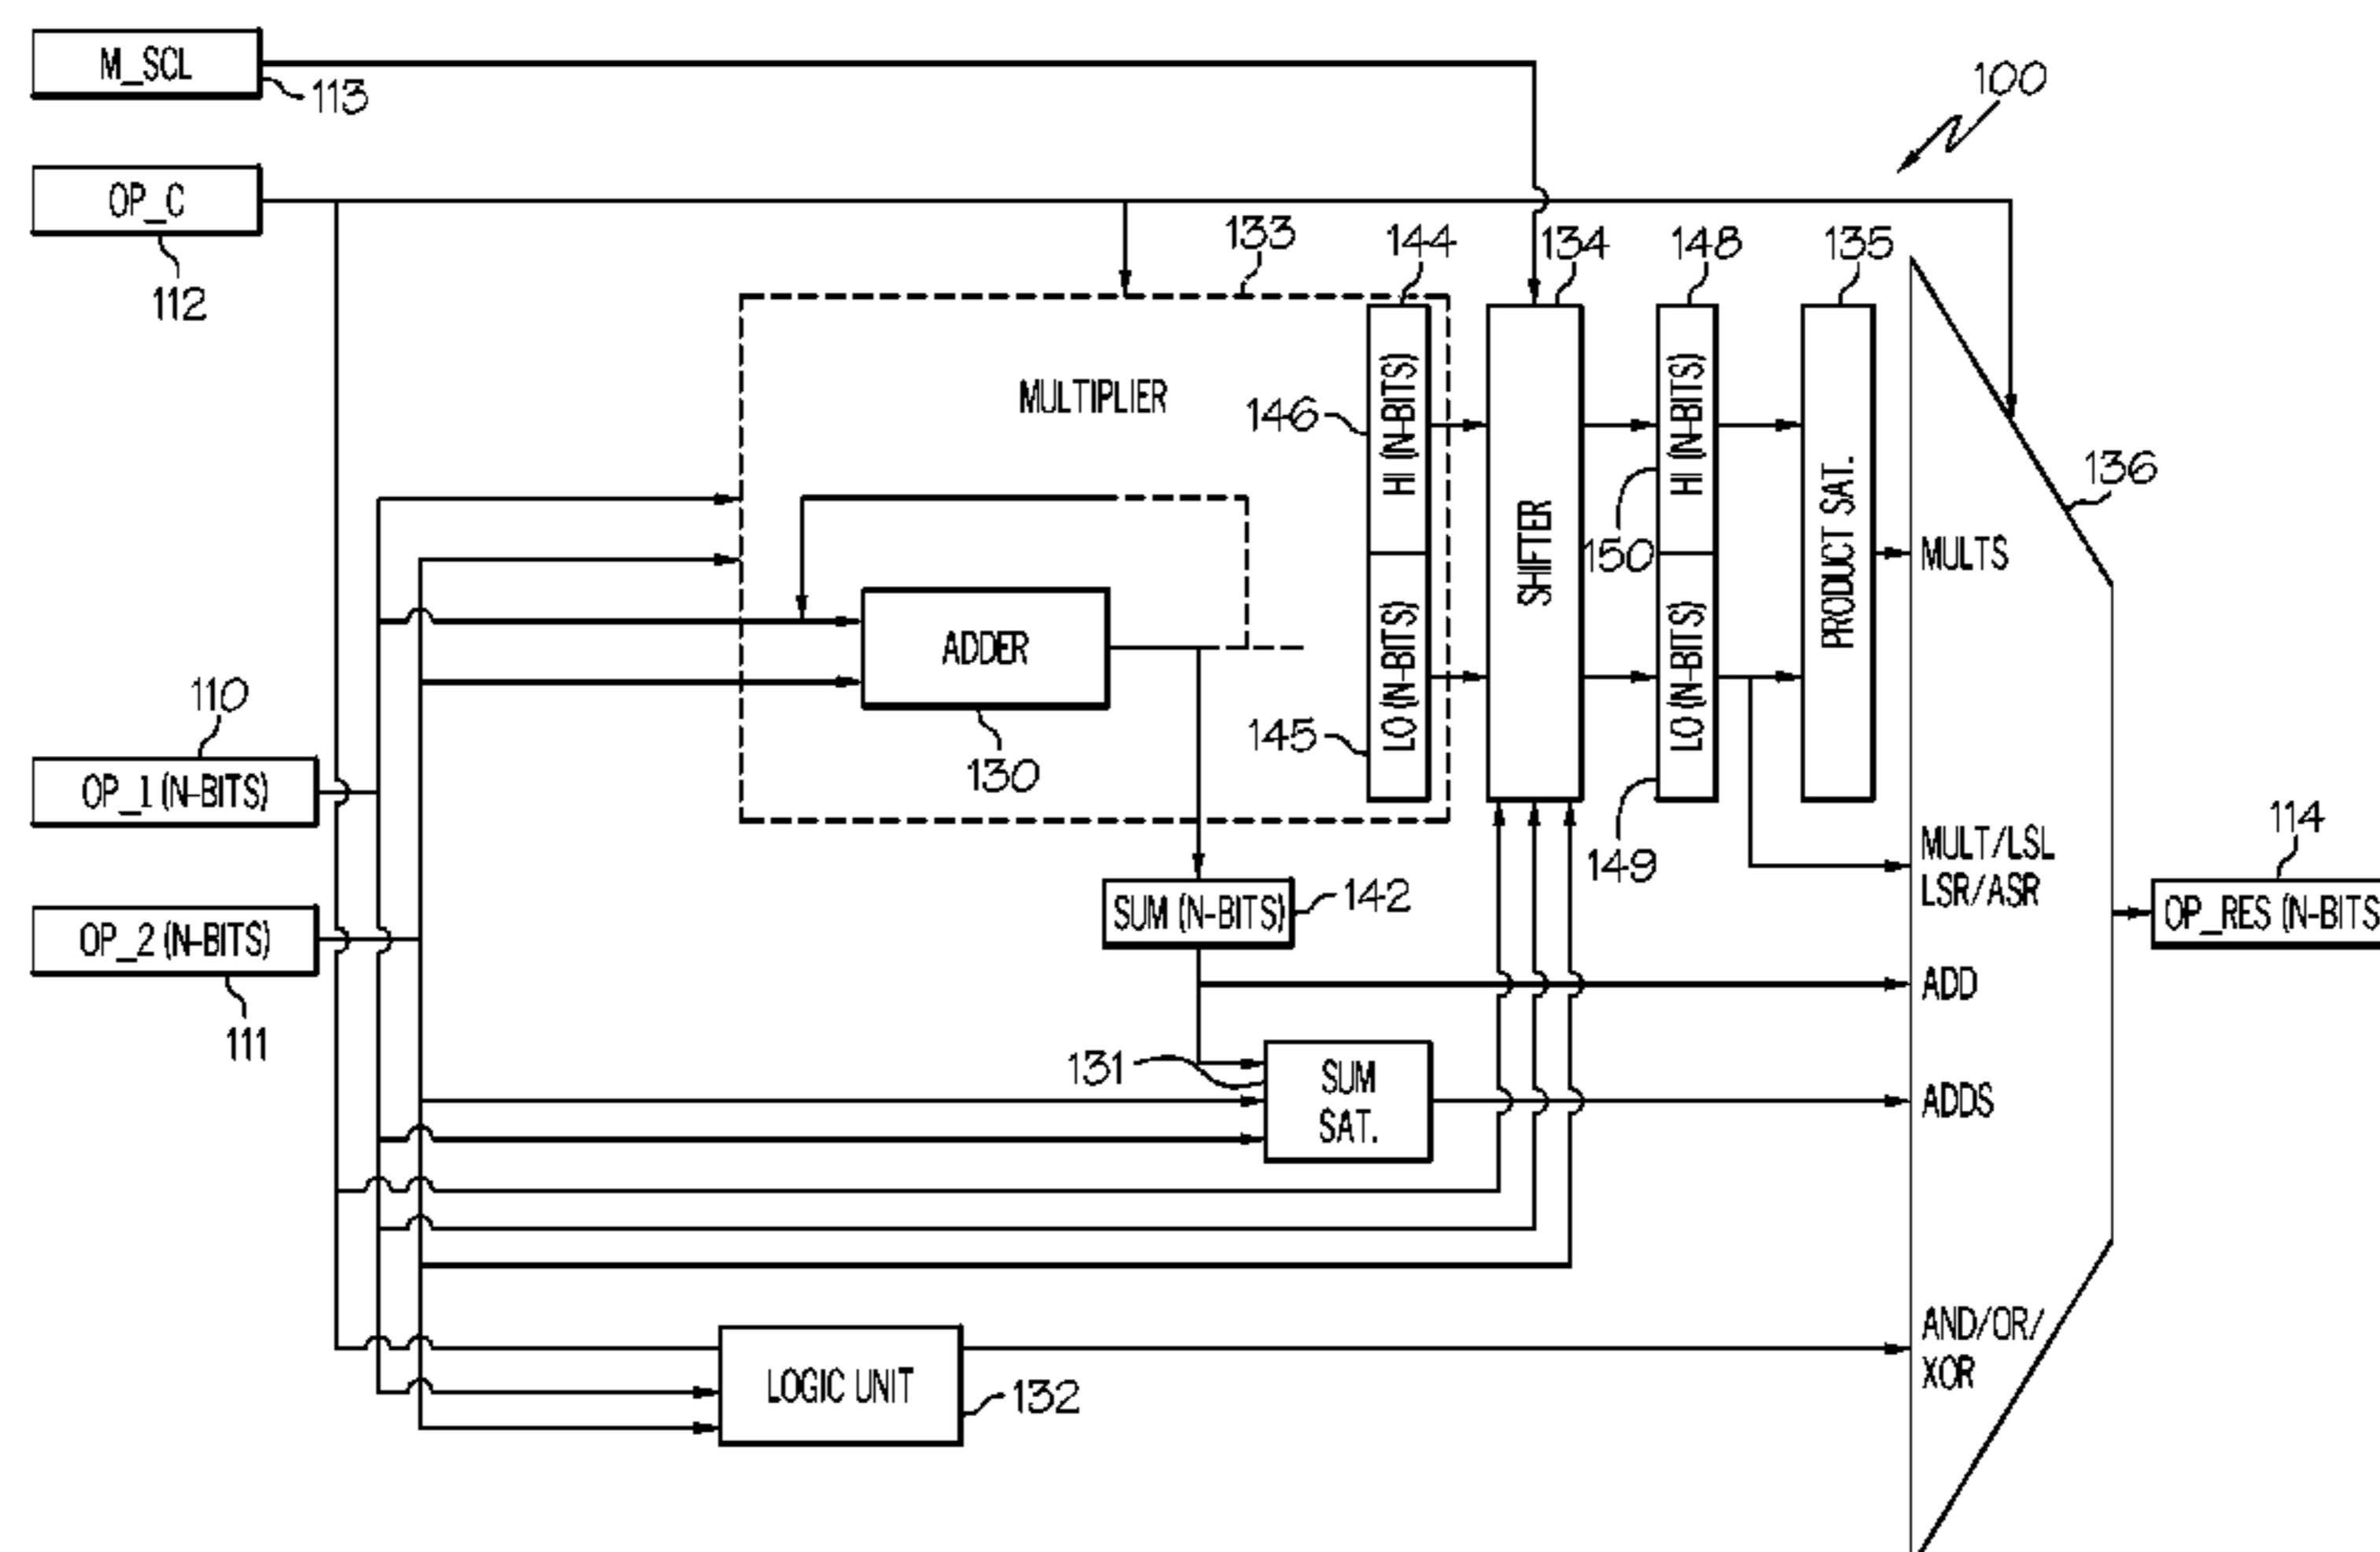 M_SCL
113
100
OP_C
112
133
144
134
148
135
MULTIPLIER
146
HI (N-BITS)
LO (N-BITS)
145
SHIFTER
150
HI (N-BITS)
LO (N-BITS)
149
PRODUCT SAT.
136
MULTS
ADDER
130
110
OP_1 (N-BITS)
OP_2 (N-BITS)
111
MULT/LSL
LSR/ASR
114
OP_RES (N-BITS
SUM (N-BITS)
142
ADD
131
SUM
SAT.
ADDS
AND/OR/
XOR
LOGIC UNIT
132